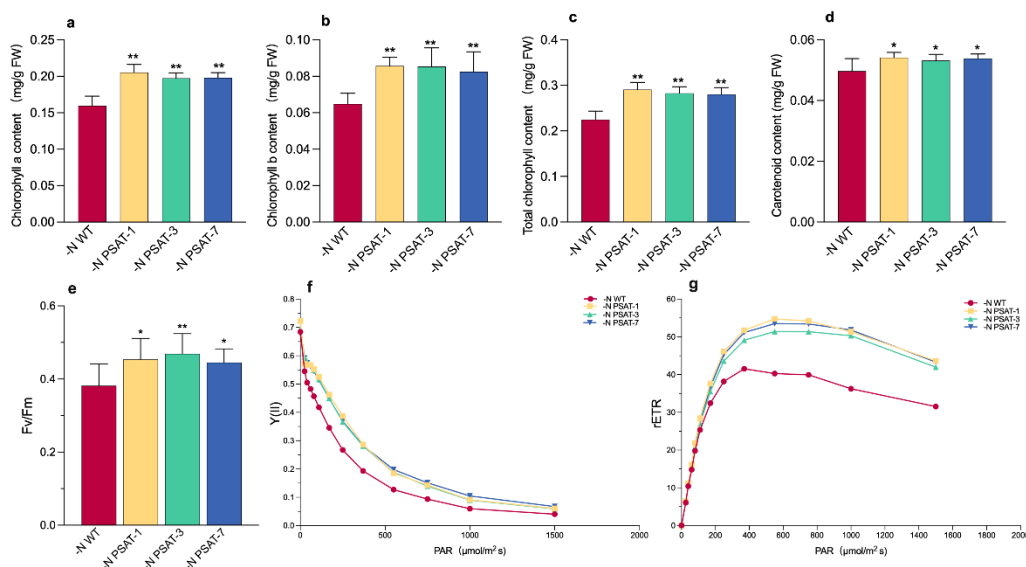 a
Chlorophyll a content (mg/g FW)
0.25
0.20
0.15
0.10
0.05
0.00
** ** **
-N WT
-N PSAT-1
-N PSAT-3
-N PSAT-7
b
Chlorophyll b content (mg/g FW)
0.10
0.08
0.06
0.04
0.02
0.00
** ** **
-N WT
-N PSAT-1
-N PSAT-3
-N PSAT-7
c
Total chlorophyll content (mg/g FW)
0.4
0.3
0.2
0.1
0.0
** ** **
-N WT
-N PSAT-1
-N PSAT-3
-N PSAT-7
d
Carotenoid content (mg/g FW)
0.06
0.04
0.02
0.00
* * *
-N WT
-N PSAT-1
-N PSAT-3
-N PSAT-7
e
Fv/Fm
0.6
0.4
0.2
0.0
* ** *
-N WT
-N PSAT-1
-N PSAT-3
-N PSAT-7
f
Y(II)
0.8
0.7
0.6
0.5
0.4
0.3
0.2
0.1
0.0
0 500 1000 1500 2000
PAR (μmol/m² s)
-N WT
-N PSAT-1
-N PSAT-3
-N PSAT-7
g
rETR
60
50
40
30
20
10
0
0 200 400 600 800 1000 1200 1400 1600 1800 2000
PAR (μmol/m² s)
-N WT
-N PSAT-1
-N PSAT-3
-N PSAT-7